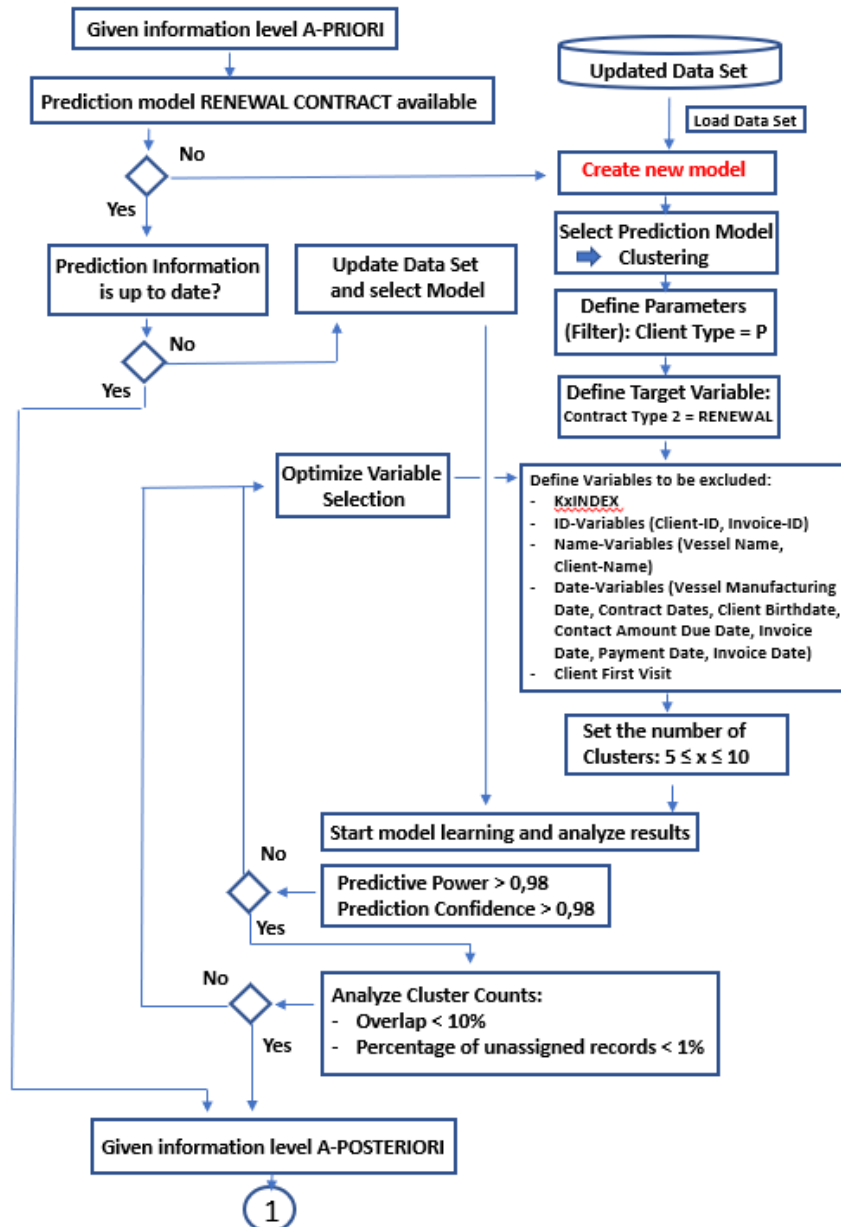 Given information level A-PRIORI
Prediction model RENEWAL CONTRACT available
No
Yes
Prediction Information
is up to date?
No
Yes
Update Data Set
and select Model
Updated Data Set
Load Data Set
Create new model
Select Prediction Model
Clustering
Define Parameters
(Filter): Client Type = P
Define Target Variable:
Contract Type 2 = RENEWAL
Optimize Variable
Selection
Define Variables to be excluded:
- KxINDEX
- ID-Variables (Client-ID, Invoice-ID)
- Name-Variables (Vessel Name,
Client-Name)
- Date-Variables (Vessel Manufacturing
Date, Contract Dates, Client Birthdate,
Contact Amount Due Date, Invoice
Date, Payment Date, Invoice Date)
- Client First Visit
Set the number of
Clusters: 5 ≤ x ≤ 10
Start model learning and analyze results
No
Predictive Power > 0,98
Prediction Confidence > 0,98
Yes
No
Analyze Cluster Counts:
- Overlap < 10%
- Percentage of unassigned records < 1%
Yes
Given information level A-POSTERIORI
1